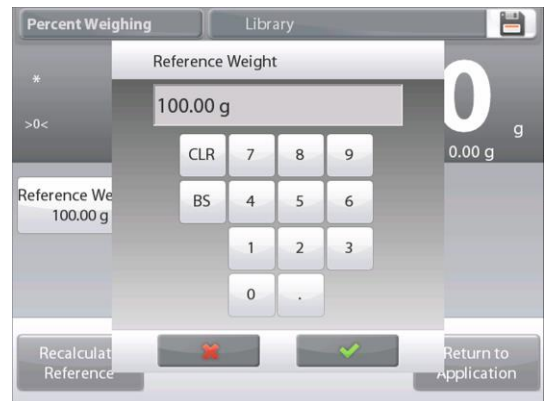 Percent Weighing Library
Reference Weight
*
0
>0<
g
0.00 g
100.00 g
CLR 7 8 9
Reference We
100.00 g
BS 4 5 6
1 2 3
0 .
Recalculat
Reference
Return to
Application